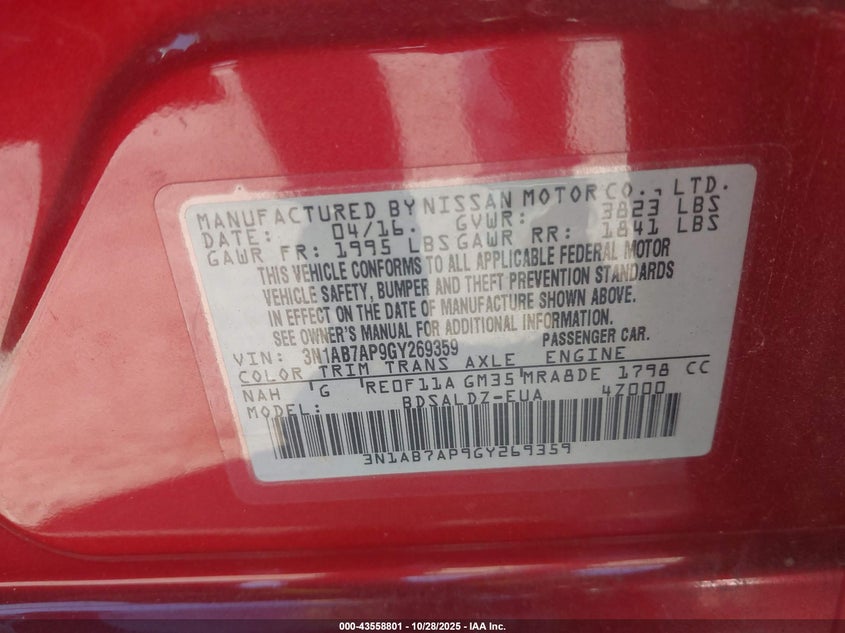 MANUFACTURED BY NISSAN MOTOR CO., LTD.
DATE: 04/16. GVWR: 3823 LBS
GAWR FR: 1995 LBS GAWR RR: 1841 LBS
THIS VEHICLE CONFORMS TO ALL APPLICABLE FEDERAL MOTOR
VEHICLE SAFETY, BUMPER AND THEFT PREVENTION STANDARDS
IN EFFECT ON THE DATE OF MANUFACTURE SHOWN ABOVE.
SEE OWNER'S MANUAL FOR ADDITIONAL INFORMATION.
VIN: 3N1AB7AP9GY269359 PASSENGER CAR.
COLOR TRIM TRANS AXLE ENGINE
NAH 'G 'RE0F11A GM35 'MRA8DE 1798 CC
MODEL: BDSALDZ-EUA 4Z000
3N1AB7AP9GY269359
000-43558801 | 10/28/2025 - IAA Inc.